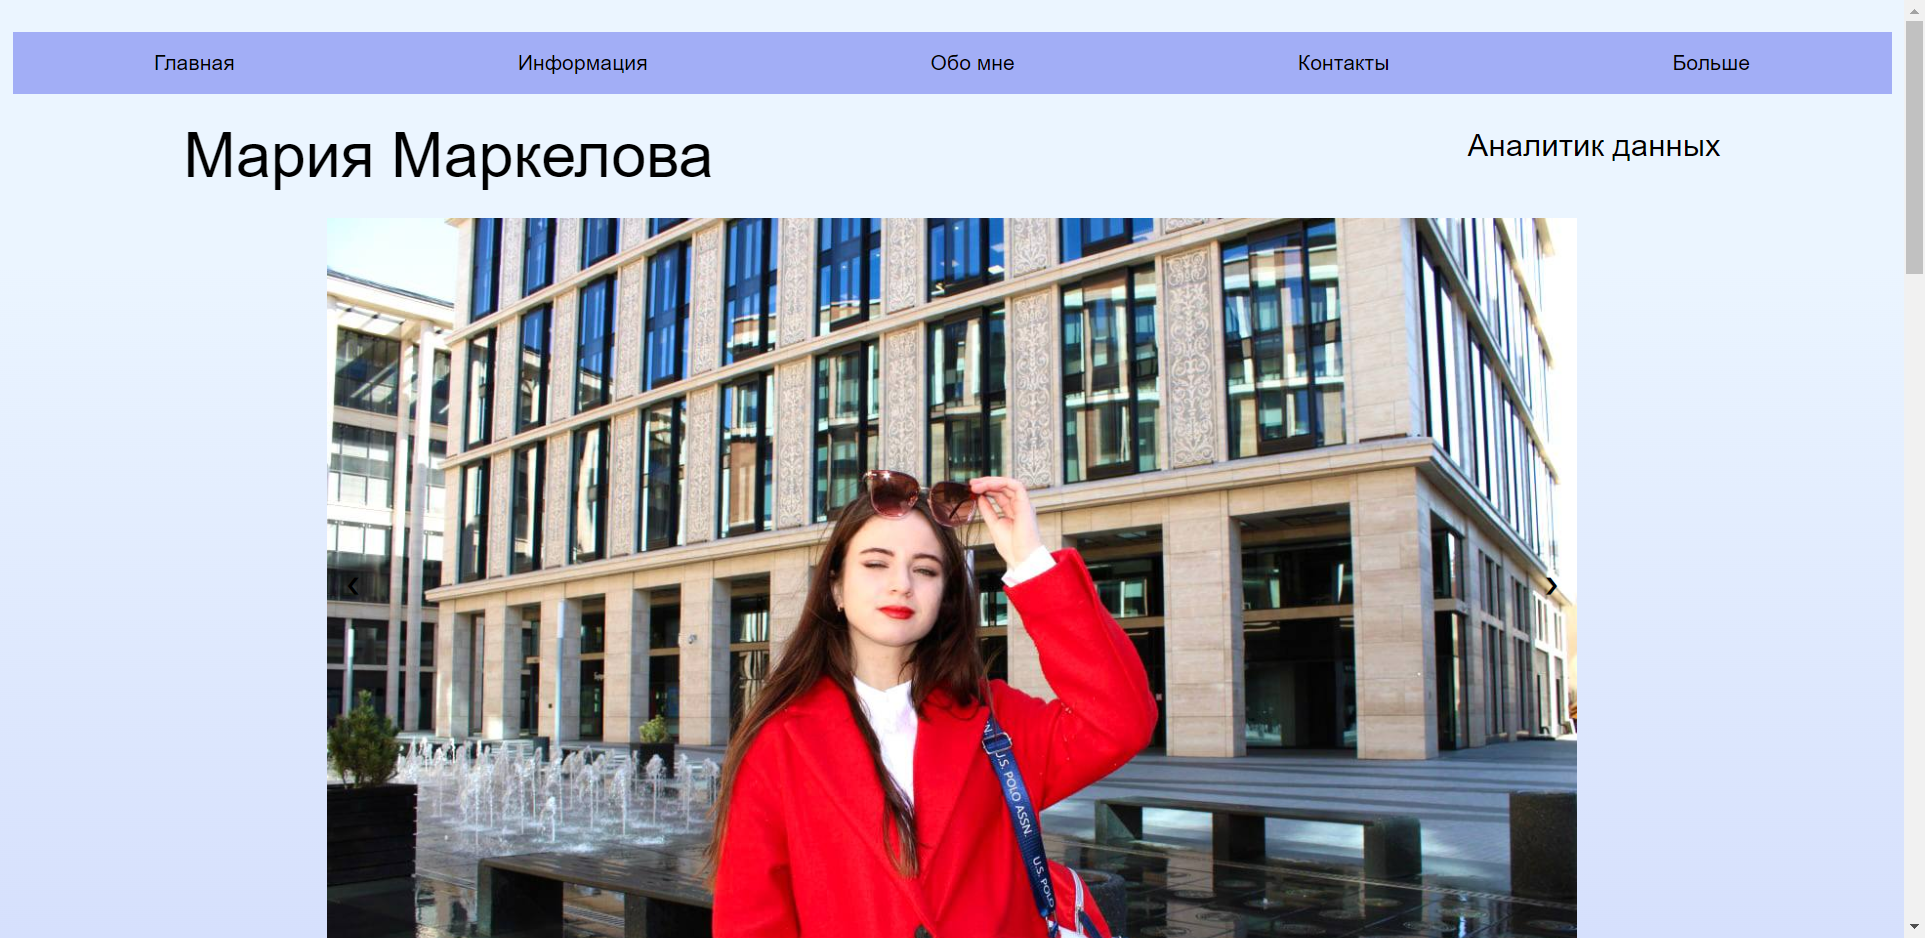 Главная Информация Обо мне Контакты Больше
Мария Маркелова
Аналитик данных
❮ ❯
N.
U.S. POLO ASSN.
U.S. POLO